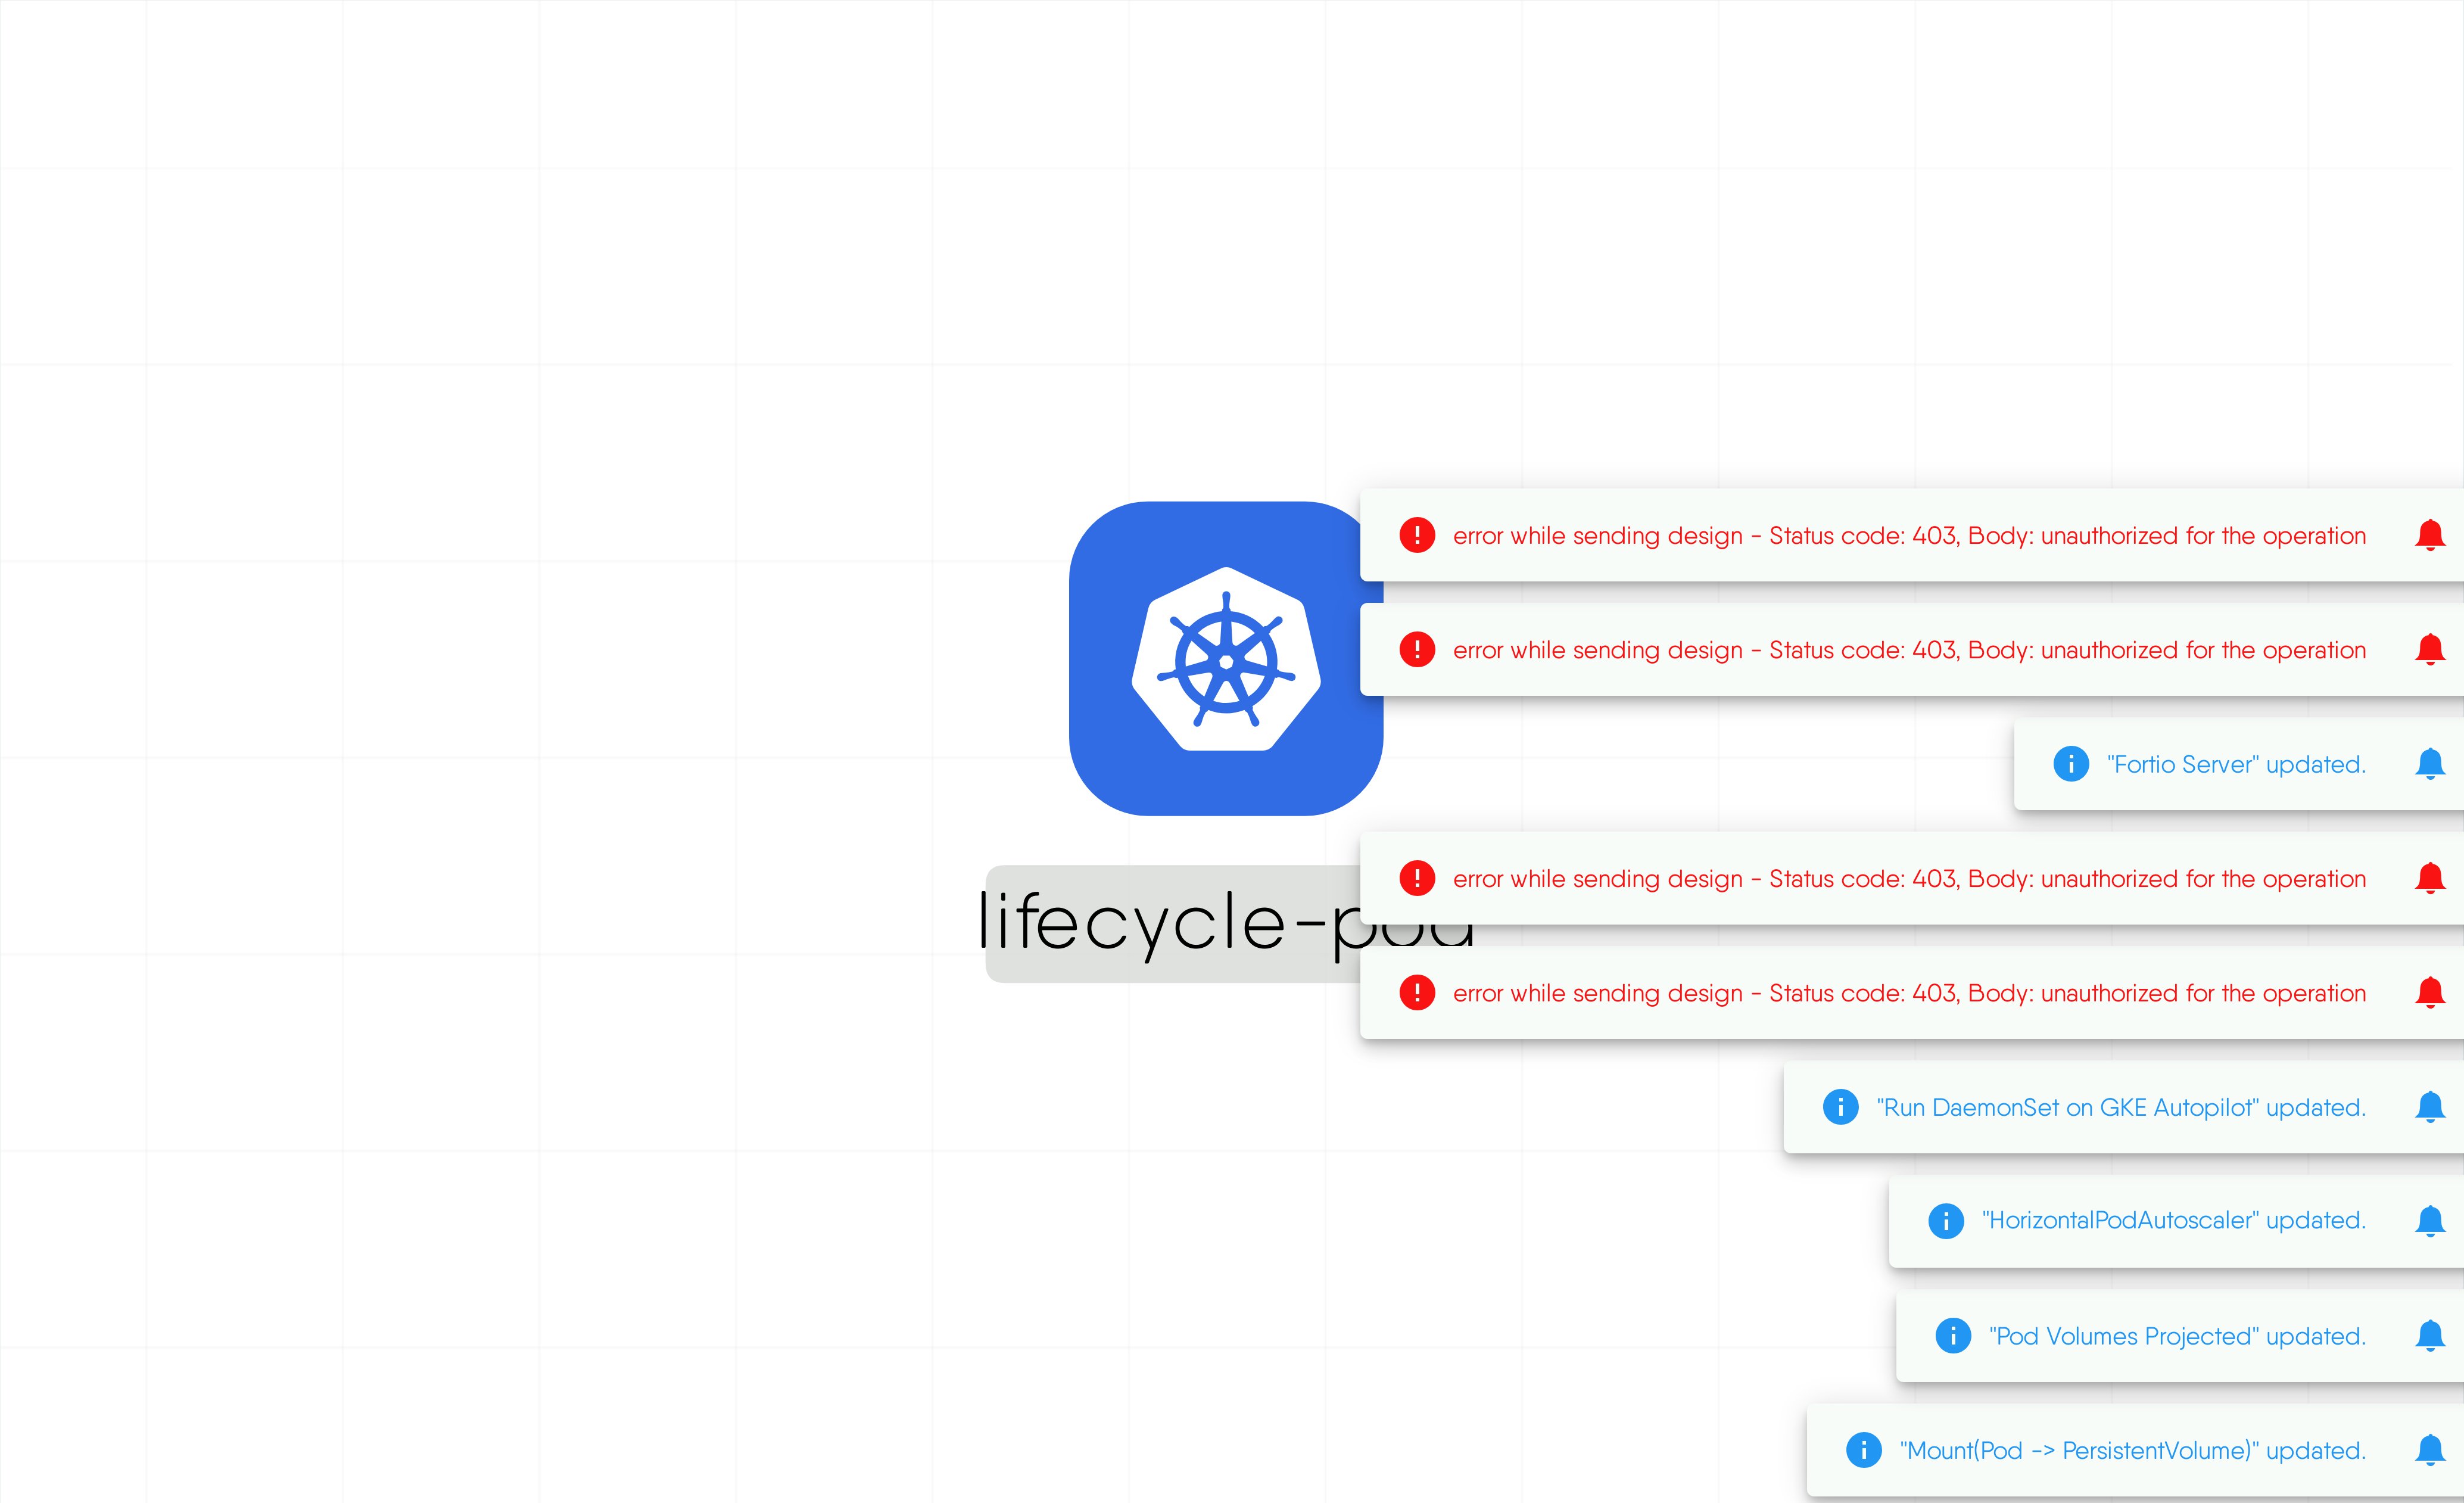 error while sending design - Status code: 403, Body: unauthorized for the operation
error while sending design - Status code: 403, Body: unauthorized for the operation
"Fortio Server" updated.
error while sending design - Status code: 403, Body: unauthorized for the operation
lifecycle-pod
error while sending design - Status code: 403, Body: unauthorized for the operation
"Run DaemonSet on GKE Autopilot" updated.
"HorizontalPodAutoscaler" updated.
"Pod Volumes Projected" updated.
"Mount(Pod -> PersistentVolume)" updated.